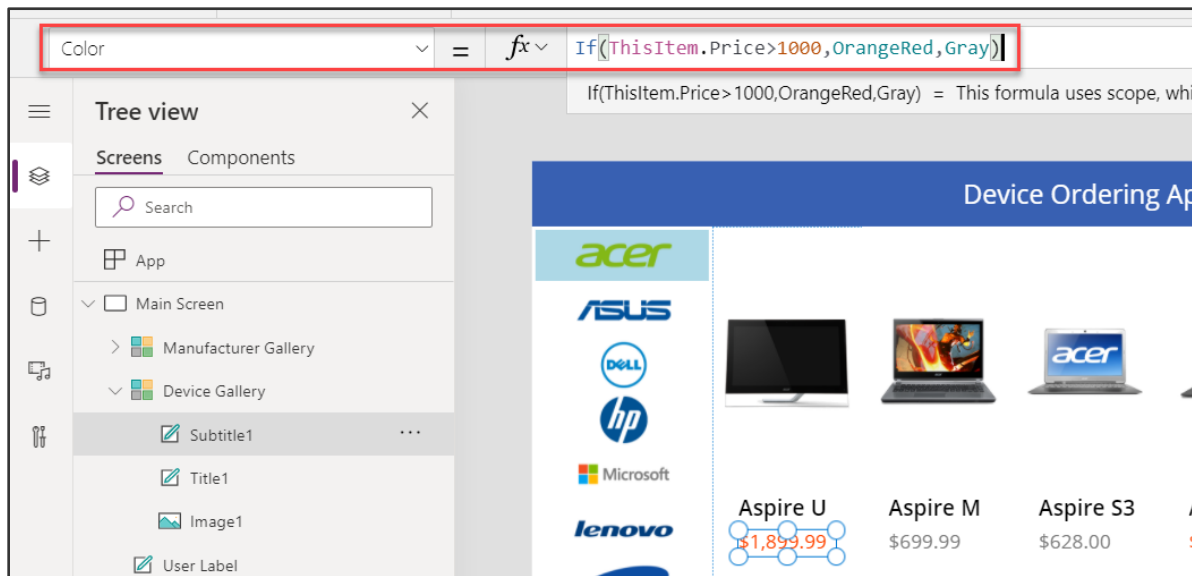 Color = fx If(ThisItem.Price>1000,OrangeRed,Gray)
If(ThisItem.Price>1000,OrangeRed,Gray) = This formula uses scope,
Tree view
Screens Components
Search
App
Main Screen
Manufacturer Gallery
Device Gallery
Subtitle1
Title1
Image1
User Label
Device Ordering
acer
ASUS
DELL
hp
Microsoft
lenovo
acer
Aspire U Aspire M Aspire S3
$1,899.99 $699.99 $628.00